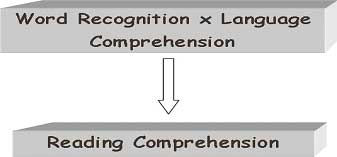 Word Recognition x Language
Comprehension
Reading Comprehension